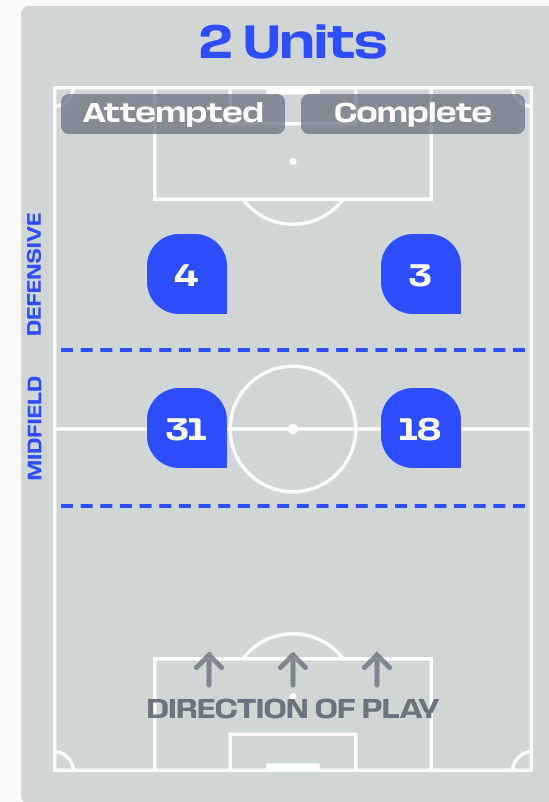 2 Units
Attempted
Complete
DEFENSIVE
4
3
MIDFIELD
31
18
DIRECTION OF PLAY